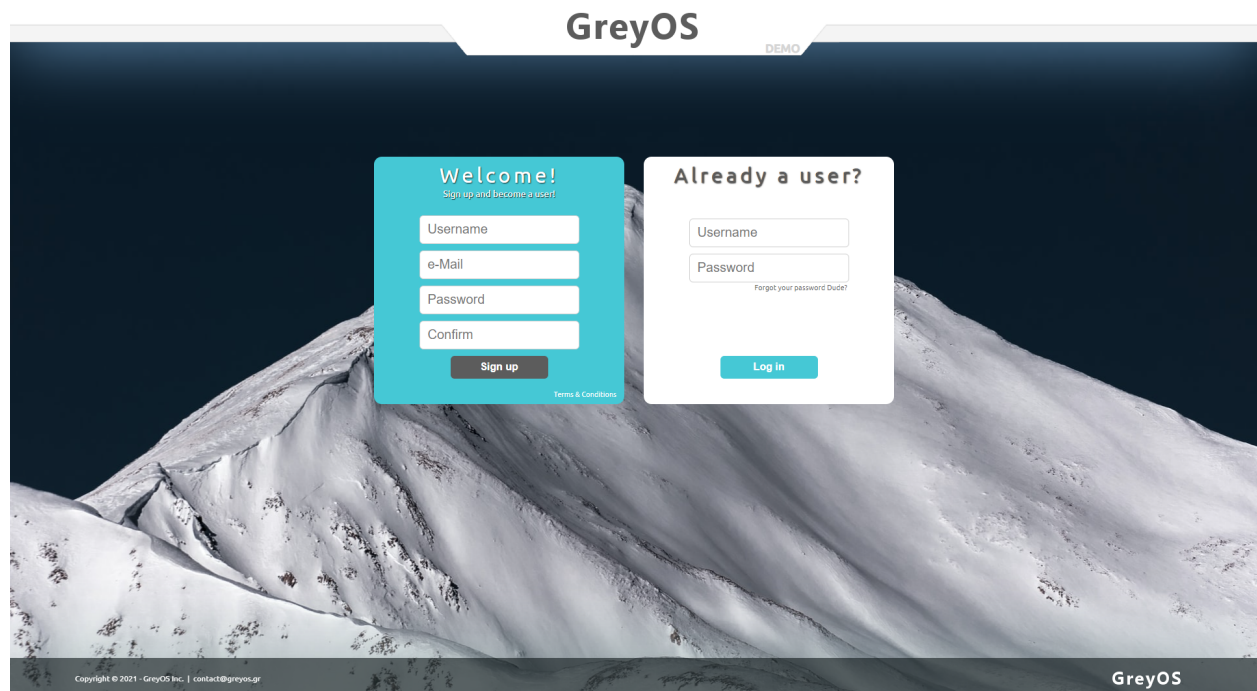 GreyOS
DEMO
Welcome!
Sign up and become a user!
Username
e-Mail
Password
Confirm
Sign up
Terms & Conditions
Already a user?
Username
Password
Forgot your password Dude?
Log in
Copyright © 2021 - GreyOS Inc. | contact@greyos.gr
GreyOS